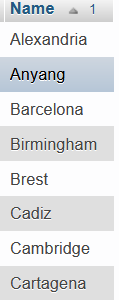 Name 1
Alexandria
Anyang
Barcelona
Birmingham
Brest
Cadiz
Cambridge
Cartagena